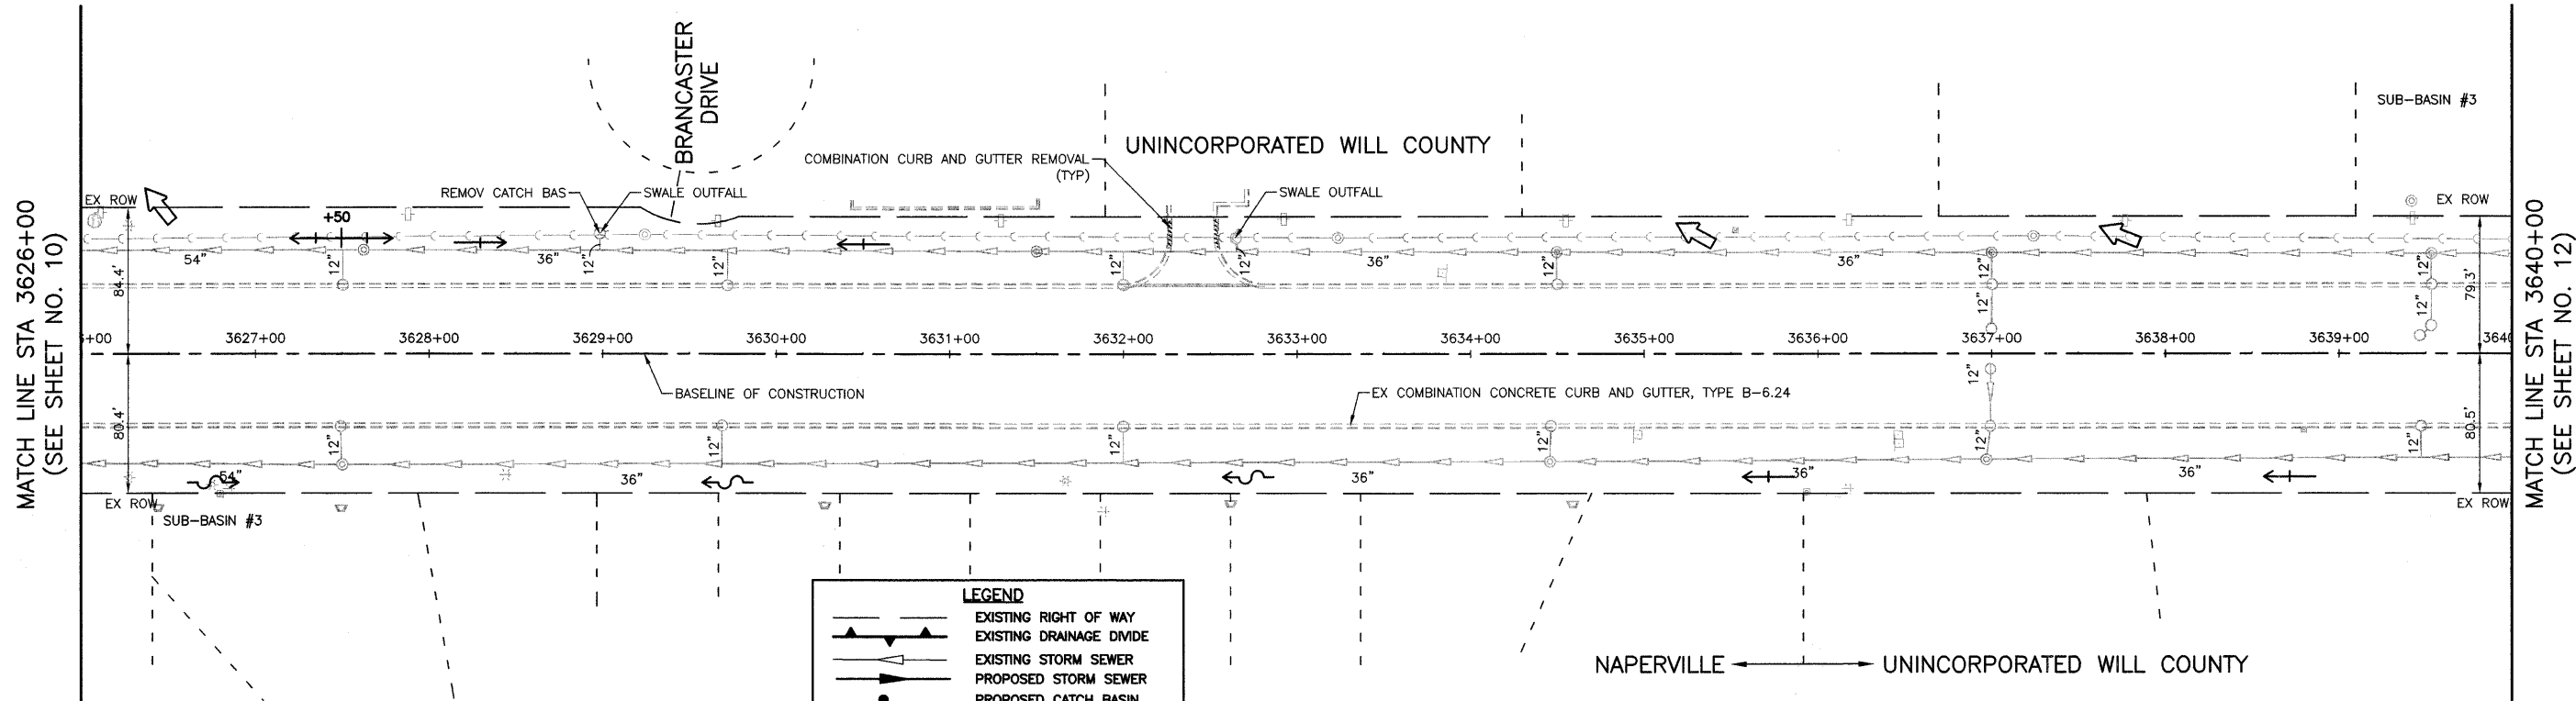 MATCH LINE STA 3626+00
(SEE SHEET NO. 10)
BRANCASTER
DRIVE
SUB-BASIN #3
UNINCORPORATED WILL COUNTY
COMBINATION CURB AND GUTTER REMOVAL
(TYP)
REMOV CATCH BAS
SWALE OUTFALL
SWALE OUTFALL
EX ROW
EX ROW
+50
54"
36"
36"
36"
12"
12"
12"
12"
12"
12"
12"
12"
12"
12"
84.4'
79.3'
+00
3627+00
3628+00
3629+00
3630+00
3631+00
3632+00
3633+00
3634+00
3635+00
3636+00
3637+00
3638+00
3639+00
3640
BASELINE OF CONSTRUCTION
EX COMBINATION CONCRETE CURB AND GUTTER, TYPE B-6.24
12"
80.4'
80.5'
12"
12"
12"
12"
12"
12"
54"
36"
36"
36"
36"
EX ROW
EX ROW
SUB-BASIN #3
LEGEND
EXISTING RIGHT OF WAY
EXISTING DRAINAGE DIVIDE
EXISTING STORM SEWER
PROPOSED STORM SEWER
PROPOSED CATCH BASIN
NAPERVILLE
UNINCORPORATED WILL COUNTY
MATCH LINE STA 3640+00
(SEE SHEET NO. 12)